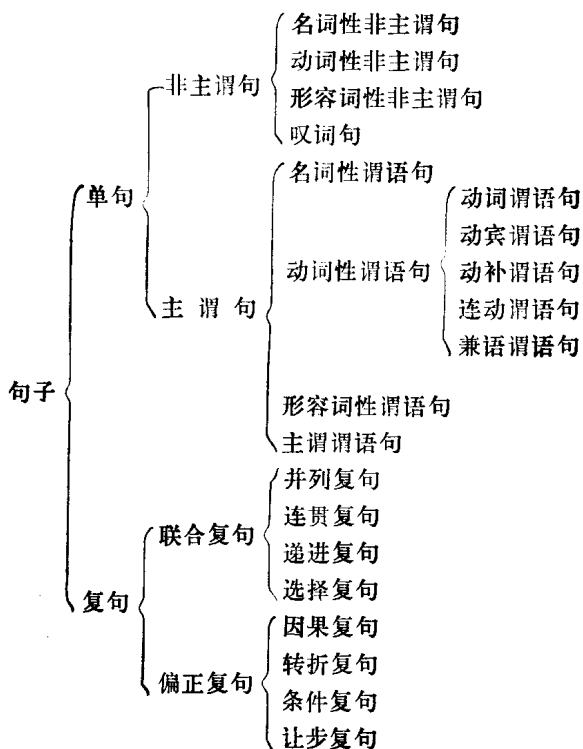 名词性非主谓句
动词性非主谓句
非主谓句
形容词性非主谓句
叹词句
名词性谓语句
单句
动词谓语句
动宾谓语句
动词性谓语句
动补谓语句
主谓句
连动谓语句
兼语谓语句
句子
形容词性谓语句
主谓谓语句
并列复句
联合复句
连贯复句
递进复句
选择复句
复句
因果复句
转折复句
偏正复句
条件复句
让步复句